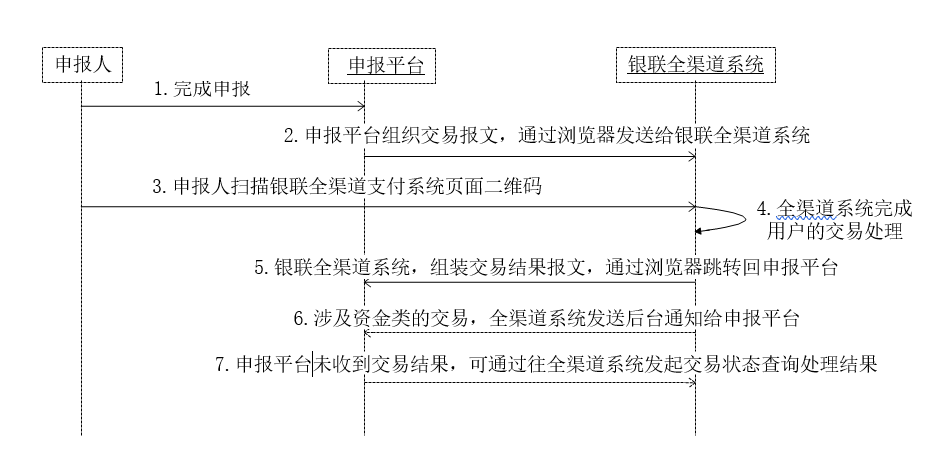 申报人
申报平台
银联全渠道系统
1.完成申报
2.申报平台组织交易报文，通过浏览器发送给银联全渠道系统
3.申报人扫描银联全渠道支付系统页面二维码
4.全渠道系统完成
用户的交易处理
5.银联全渠道系统，组装交易结果报文，通过浏览器跳转回申报平台
6.涉及资金类的交易，全渠道系统发送后台通知给申报平台
7.申报平台未收到交易结果，可通过往全渠道系统发起交易状态查询处理结果